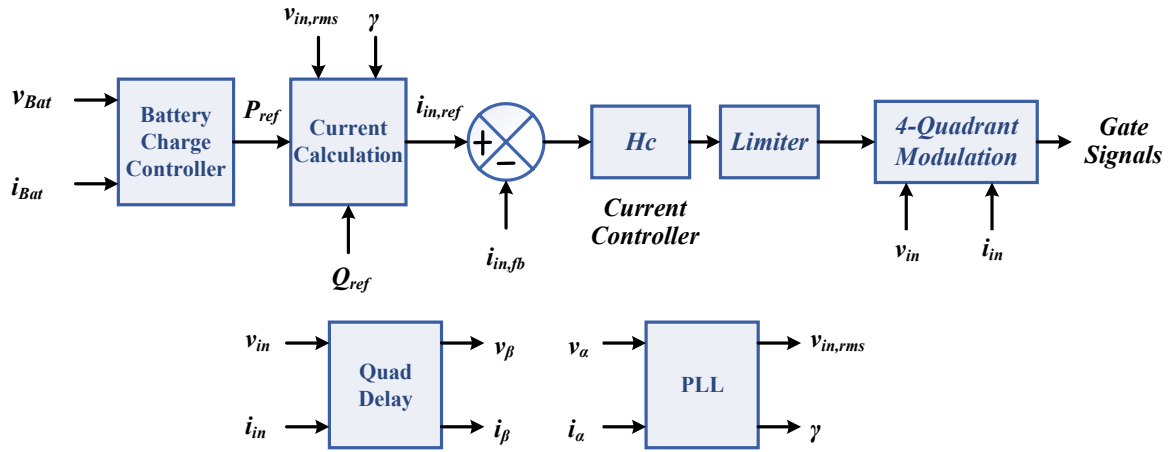 v_in,rms
γ
v_Bat
i_Bat
Battery
Charge
Controller
P_ref
Current
Calculation
Q_ref
i_in,ref
+
−
i_in,fb
Hc
Current
Controller
Limiter
4-Quadrant
Modulation
v_in
i_in
Gate
Signals
v_in
i_in
Quad
Delay
v_β
i_β
v_α
i_α
PLL
v_in,rms
γ